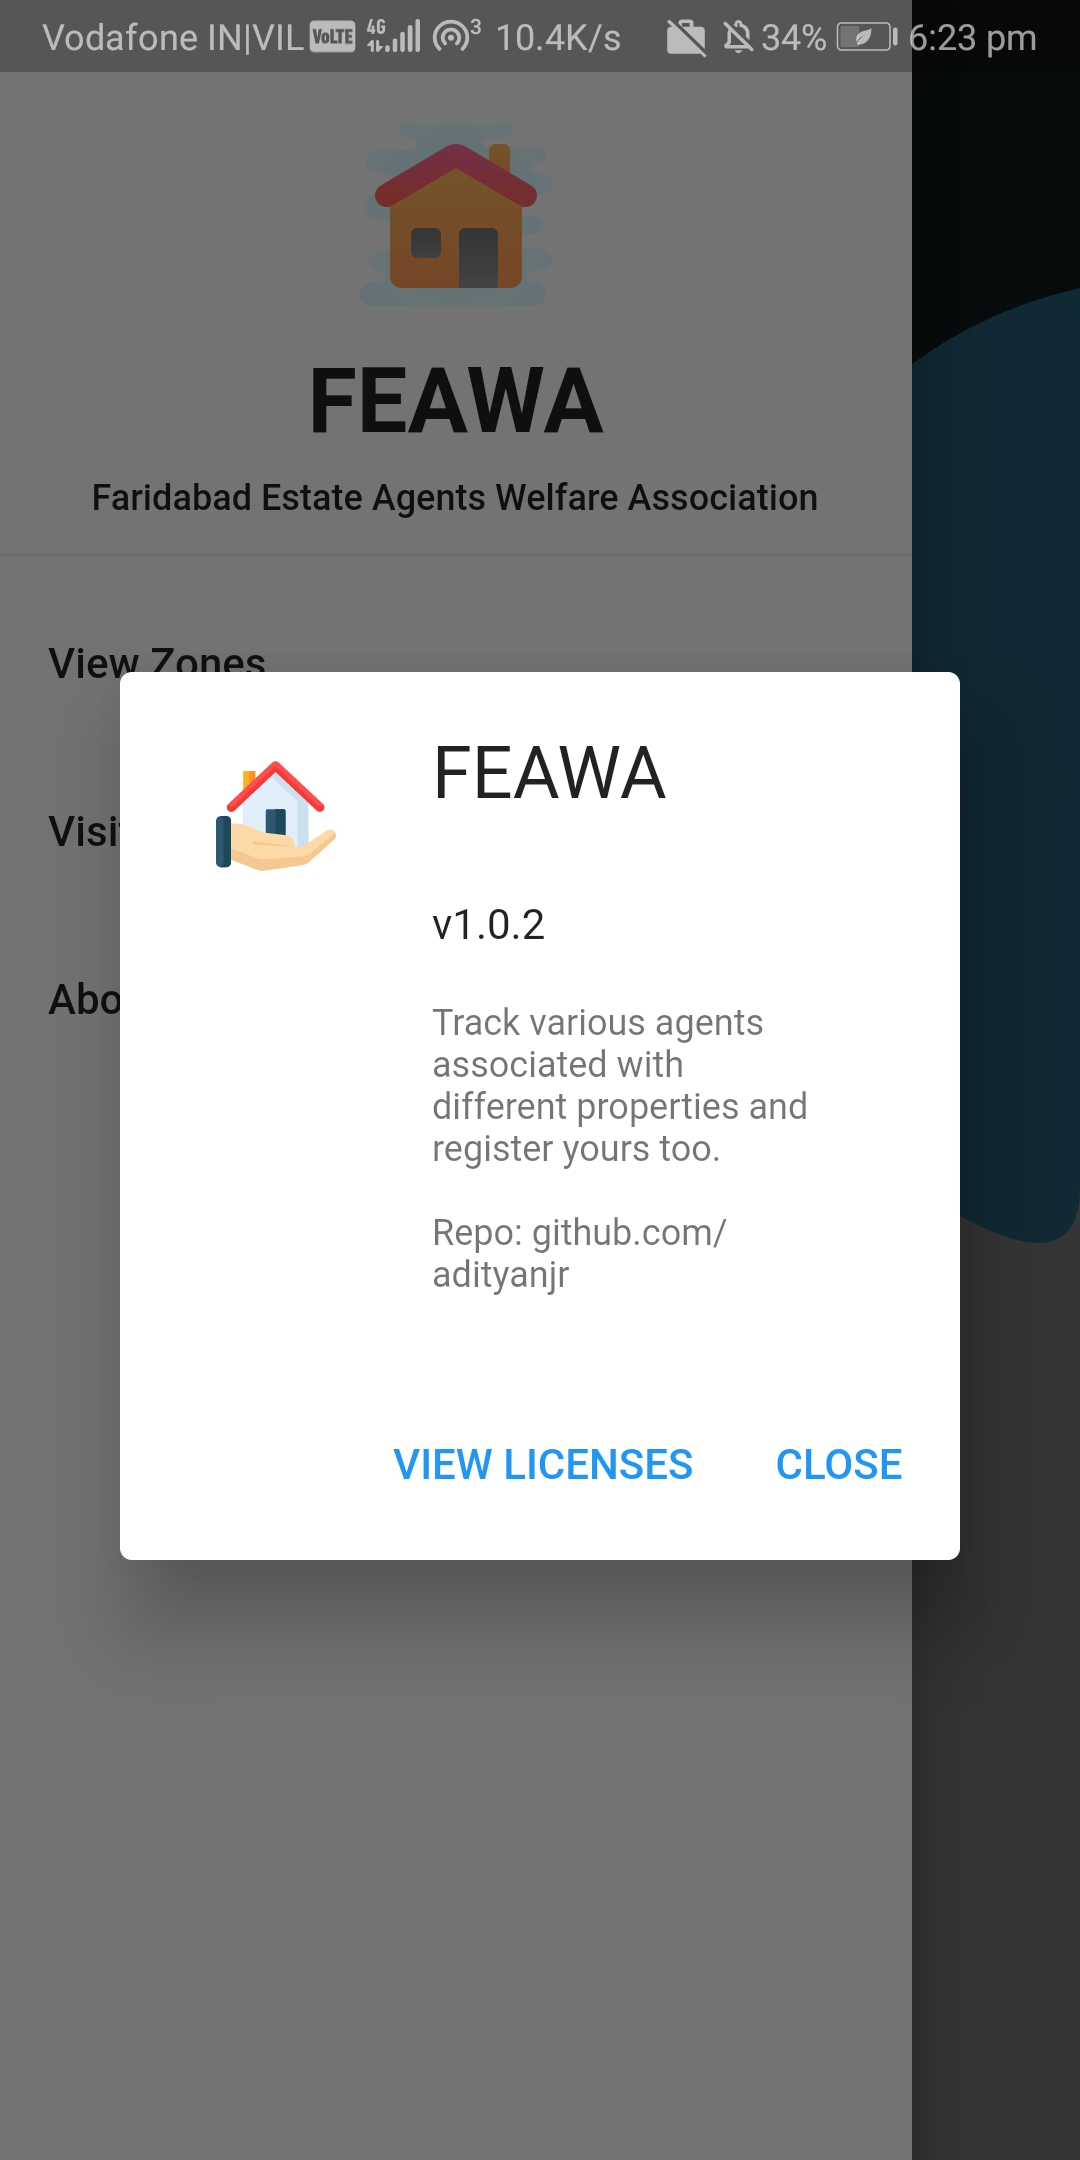 Vodafone IN|VIL VoLTE 4G 3 10.4K/s 34% 6:23 pm
FEAWA
Faridabad Estate Agents Welfare Association
View Zones
FEAWA
v1.0.2
Track various agents
associated with
different properties and
register yours too.
Repo: github.com/
adityanjr
VIEW LICENSES CLOSE